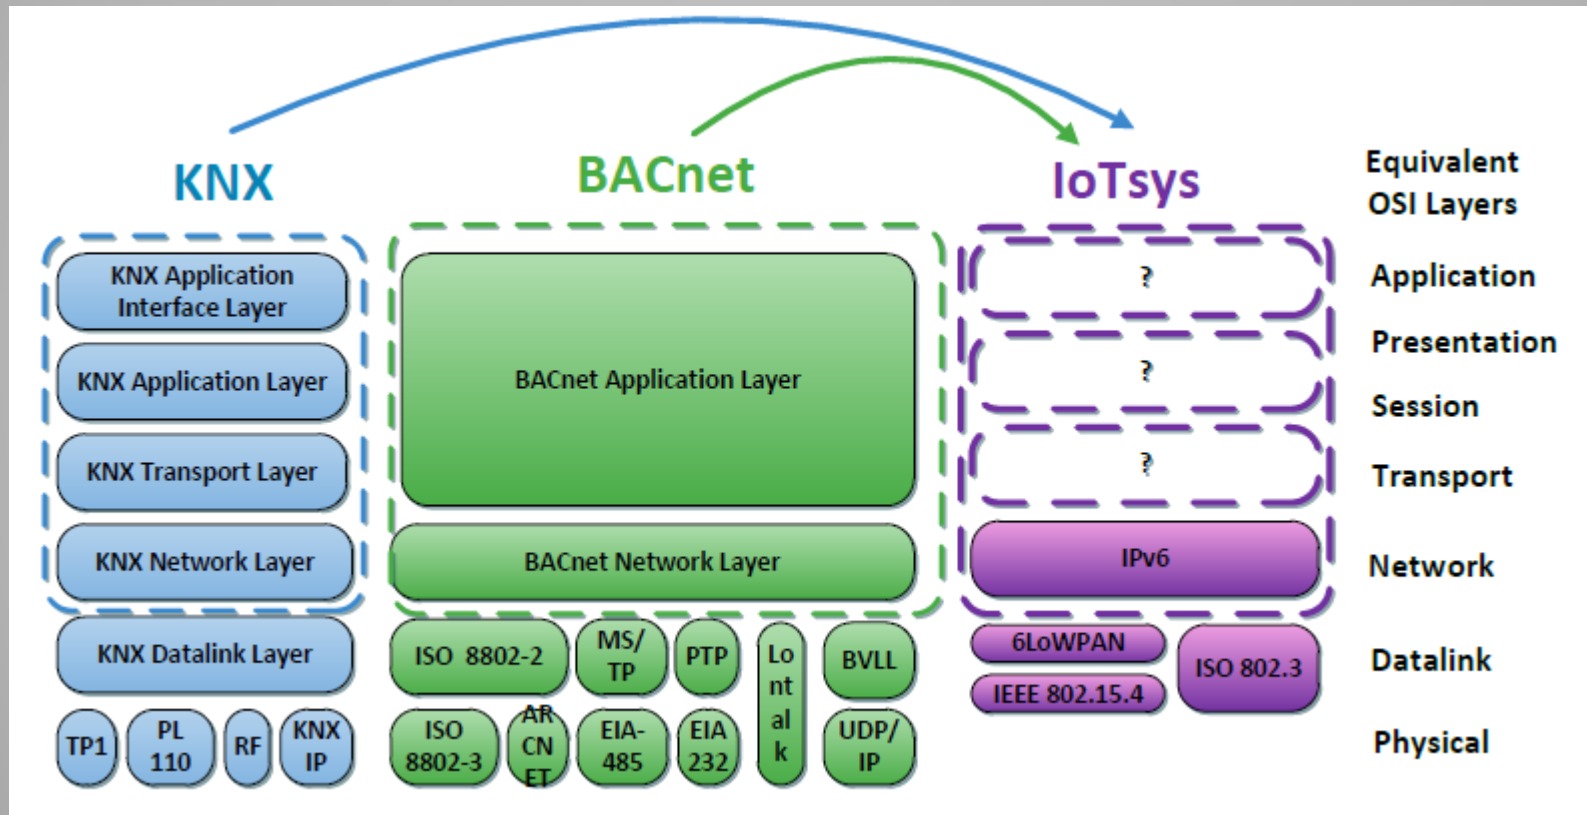 KNX
BACnet
IoTsys
Equivalent
OSI Layers
KNX Application
Interface Layer
KNX Application Layer
KNX Transport Layer
KNX Network Layer
KNX Datalink Layer
TP1
PL
110
RF
KNX
IP
BACnet Application Layer
BACnet Network Layer
ISO 8802-2
MS/
TP
PTP
Lo
nt
al
k
BVLL
ISO
8802-3
AR
CN
ET
EIA-
485
EIA
232
UDP/
IP
?
?
?
IPv6
6LoWPAN
IEEE 802.15.4
ISO 802.3
Application
Presentation
Session
Transport
Network
Datalink
Physical